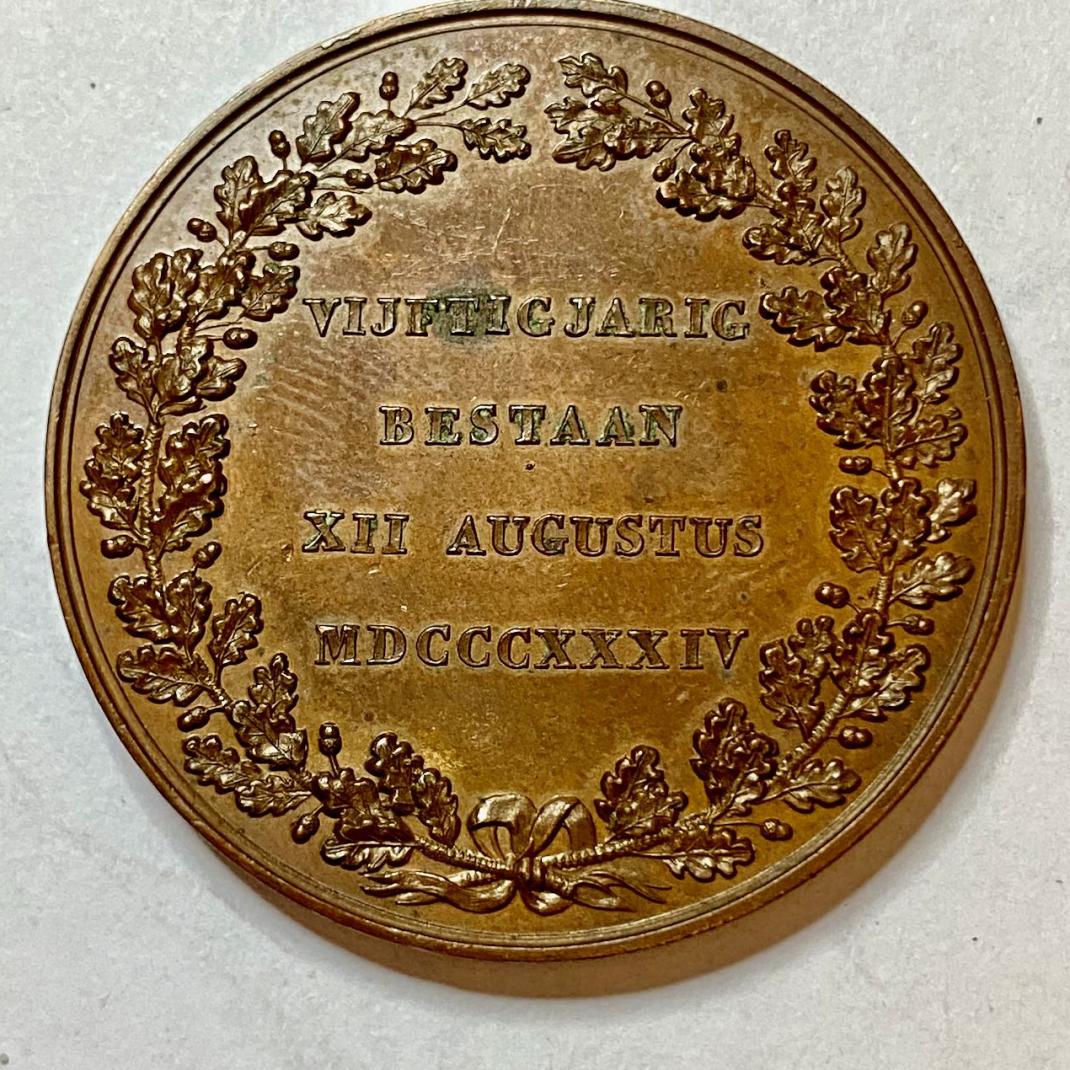 VIJFTIGJARIG
BESTAAN
XII AUGUSTUS
MDCCCXXXIV